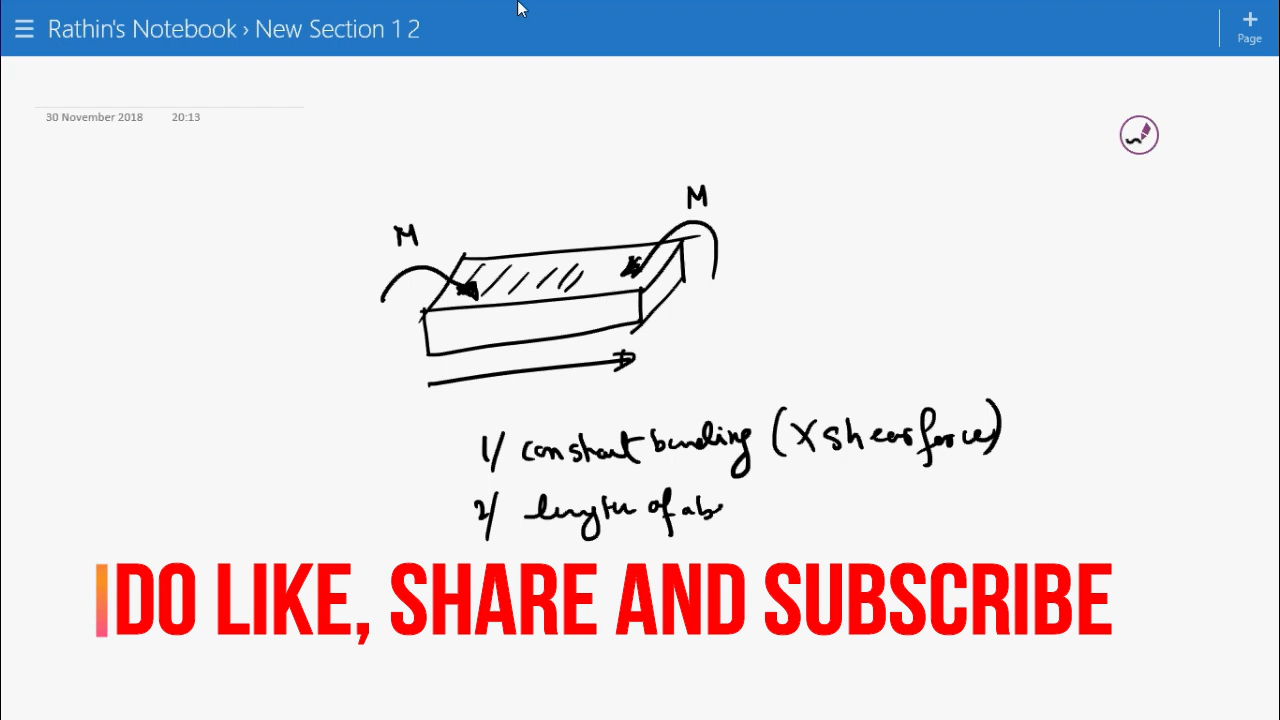 Rathin's Notebook › New Section 1 2
Page
30 November 2018 20:13
M
M
1/ constant bending (X shear force)
2/ length of ab
DO LIKE, SHARE AND SUBSCRIBE